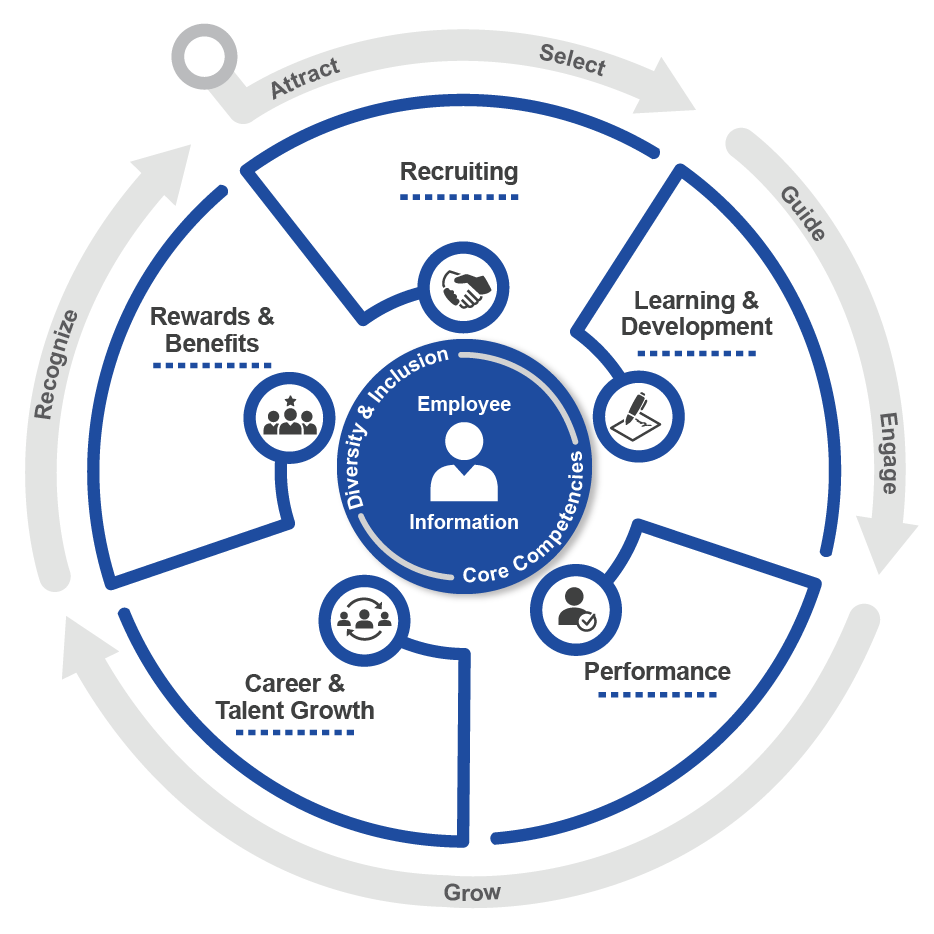 Attract
Select
Guide
Engage
Grow
Recognize
Recruiting
Learning &
Development
Performance
Career &
Talent Growth
Rewards &
Benefits
Diversity & Inclusion
Core Competencies
Employee
Information